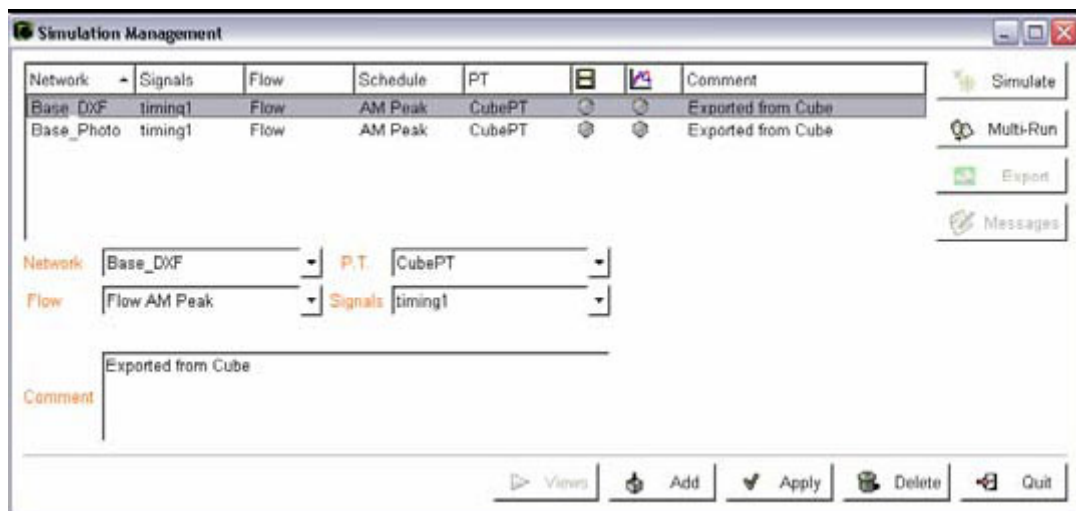 Simulation Management
Network Signals Flow Schedule PT Comment
Base_DXF timing1 Flow AM Peak CubePT Exported from Cube
Base_Photo timing1 Flow AM Peak CubePT Exported from Cube
Simulate
Multi-Run
Export
Messages
Network Base_DXF P.T. CubePT
Flow Flow AM Peak Signals timing1
Comment Exported from Cube
Views Add Apply Delete Quit